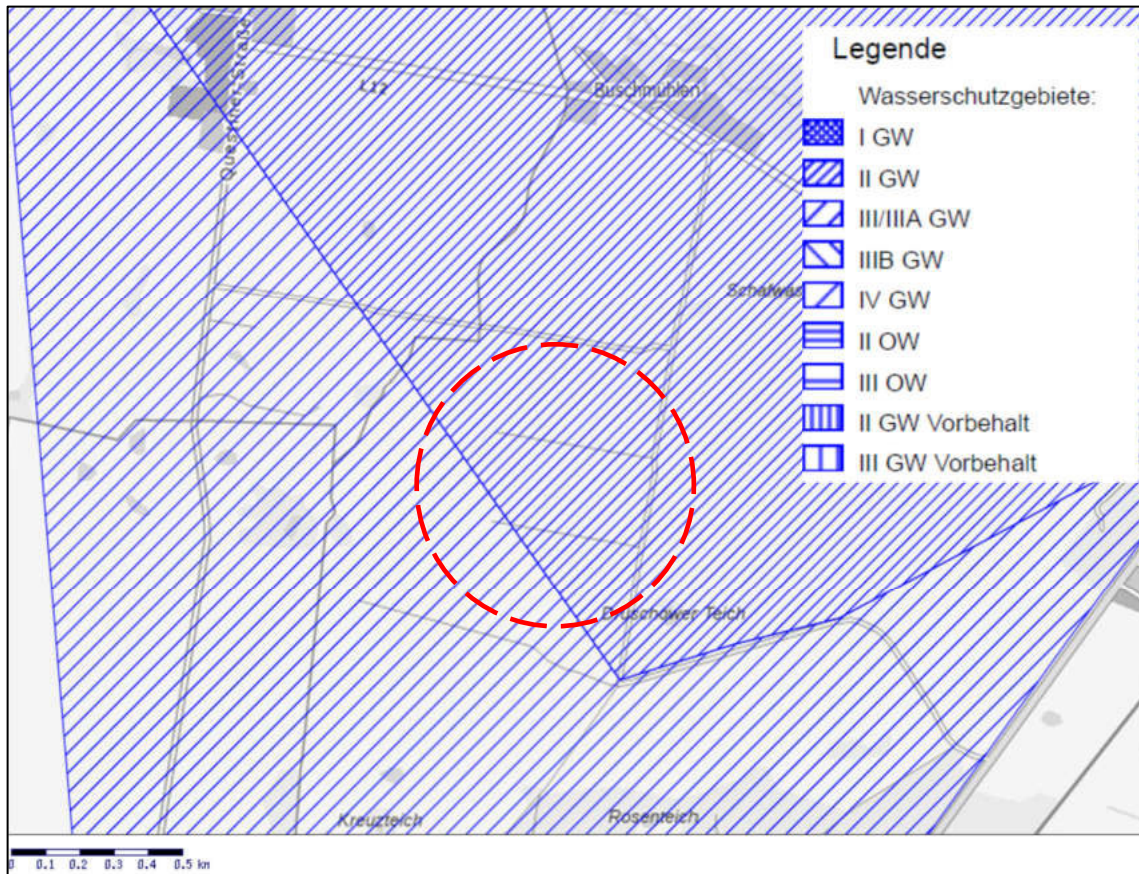 Legende
Wasserschutzgebiete:
I GW
II GW
III/IIIA GW
IIIB GW
IV GW
II OW
III OW
II GW Vorbehalt
III GW Vorbehalt
Questiner-Straße
L12
Buschmühlen
Schafwas
Bruschower Teich
Kreuzteich
Rosenteich
0 0.1 0.2 0.3 0.4 0.5 km